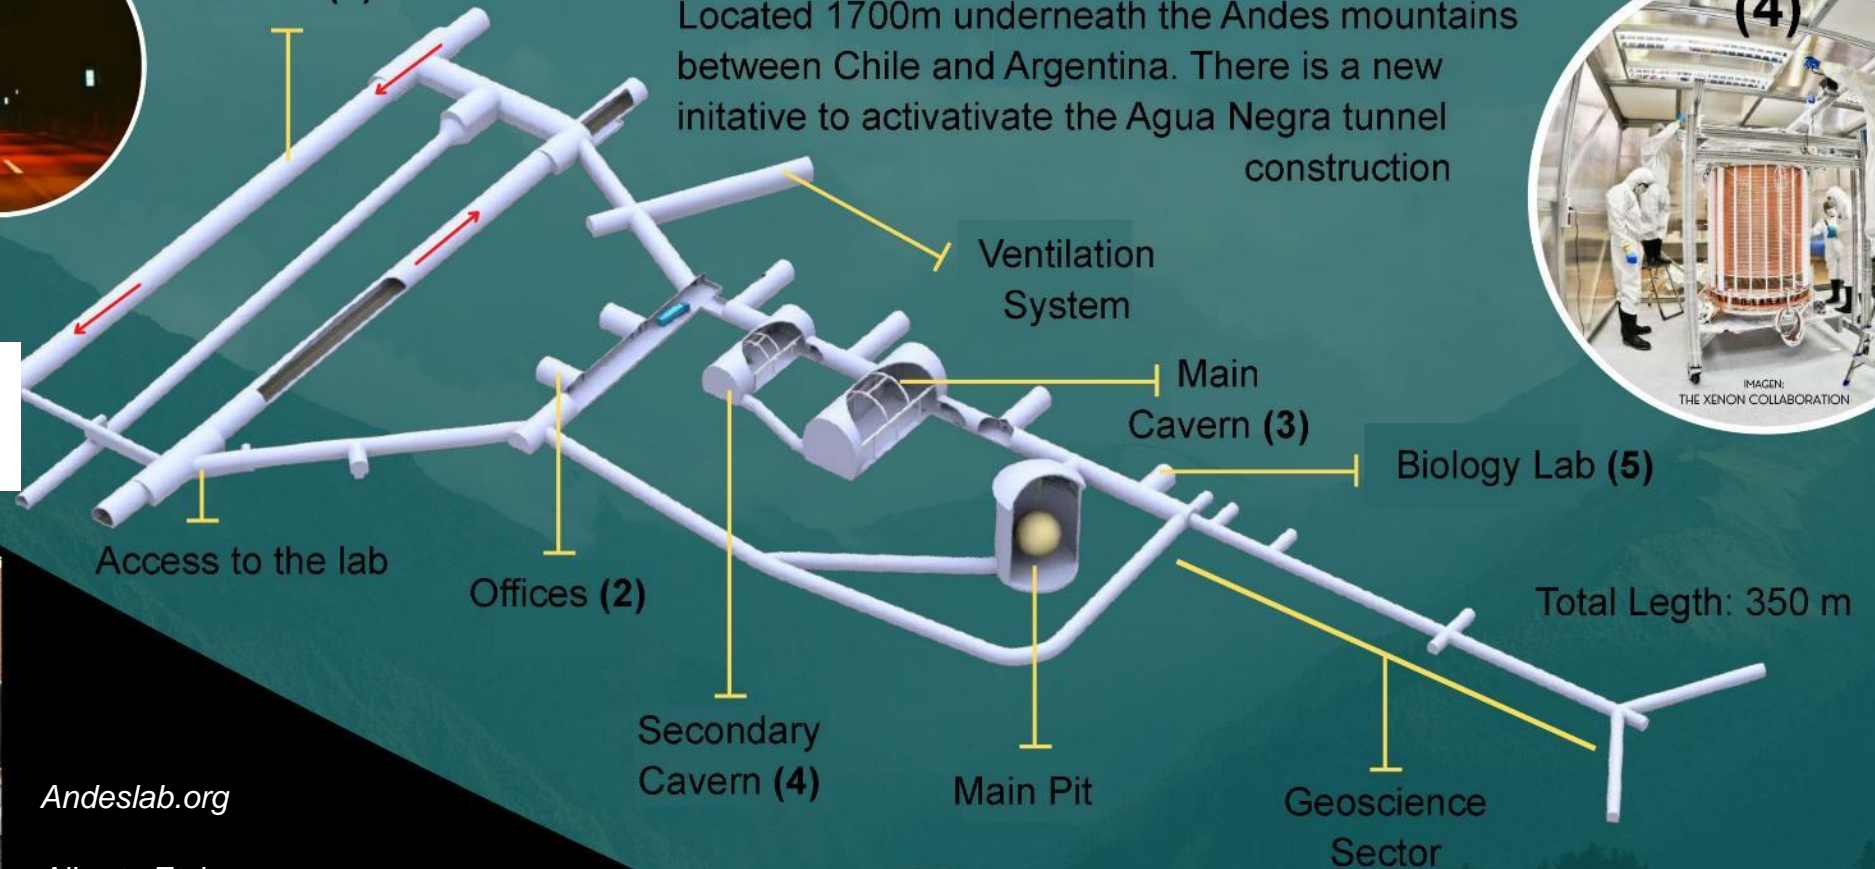 Located 1700m underneath the Andes mountains
between Chile and Argentina. There is a new
initative to activativate the Agua Negra tunnel
construction
(4)
IMAGEN:
THE XENON COLLABORATION
Ventilation
System
Main
Cavern (3)
Biology Lab (5)
Access to the lab
Offices (2)
Total Legth: 350 m
Secondary
Cavern (4)
Main Pit
Geoscience
Sector
Andeslab.org